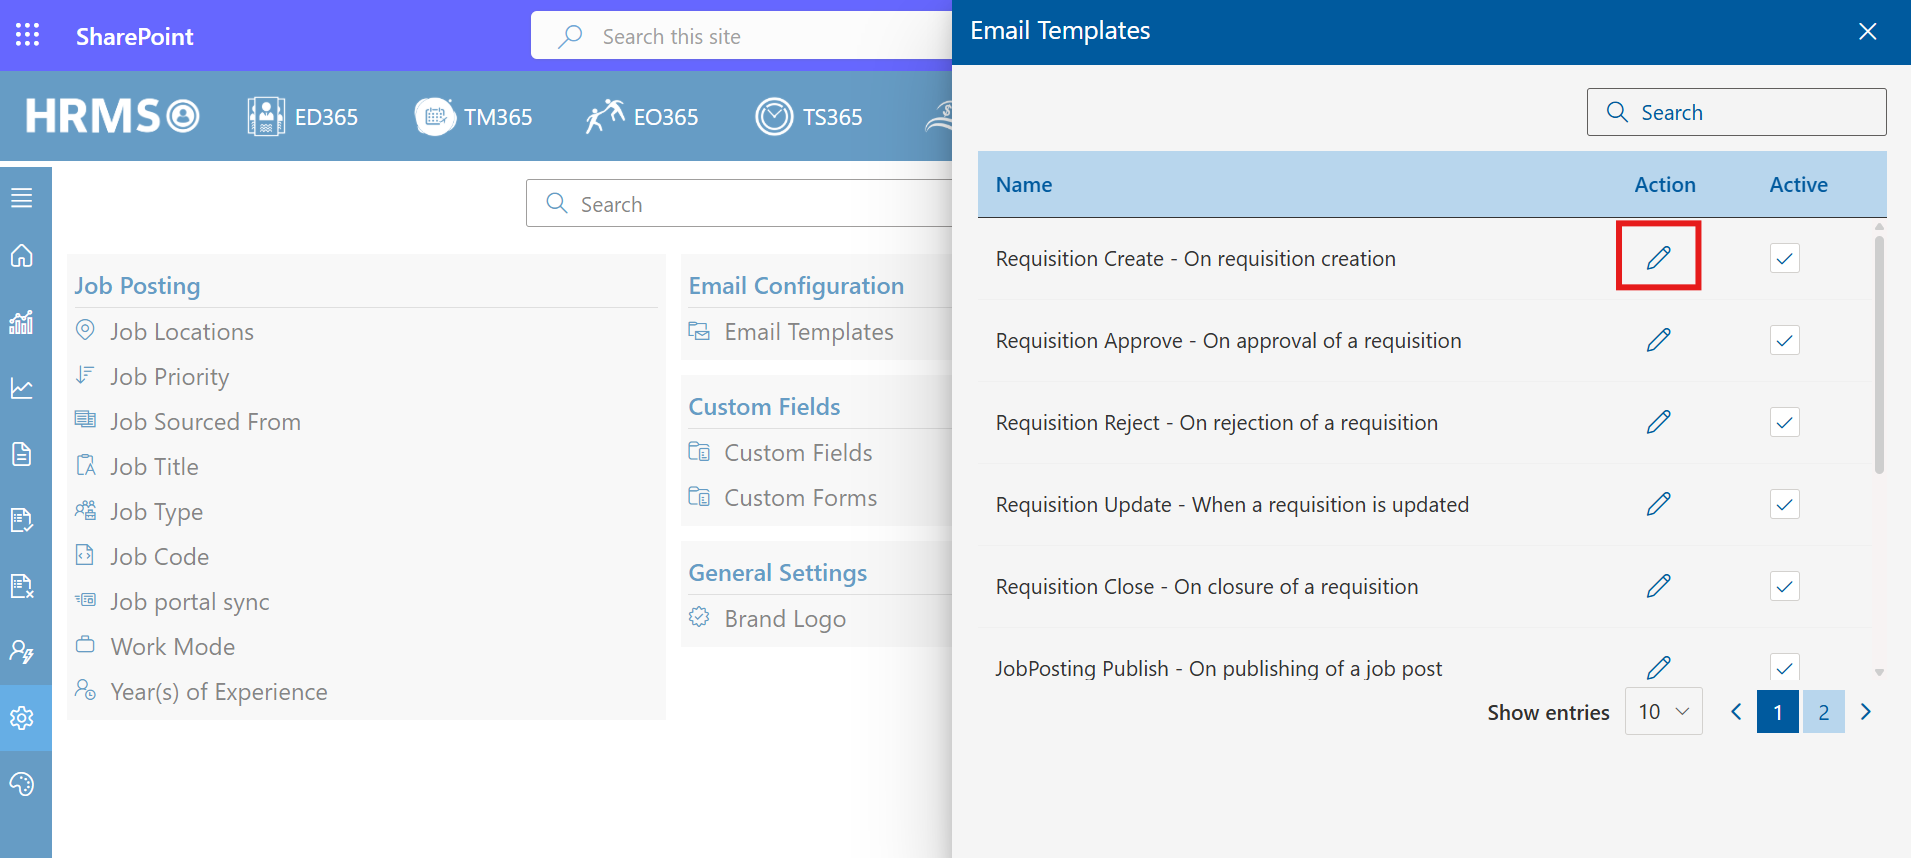 SharePoint
Search this site
HRMS
ED365
TM365
EO365
TS365
Search
Job Posting
Job Locations
Job Priority
Job Sourced From
Job Title
Job Type
Job Code
Job portal sync
Work Mode
Year(s) of Experience
Email Configuration
Email Templates
Custom Fields
Custom Fields
Custom Forms
General Settings
Brand Logo
Email Templates
Search
Name Action Active
Requisition Create - On requisition creation
Requisition Approve - On approval of a requisition
Requisition Reject - On rejection of a requisition
Requisition Update - When a requisition is updated
Requisition Close - On closure of a requisition
JobPosting Publish - On publishing of a job post
Show entries 10 1 2